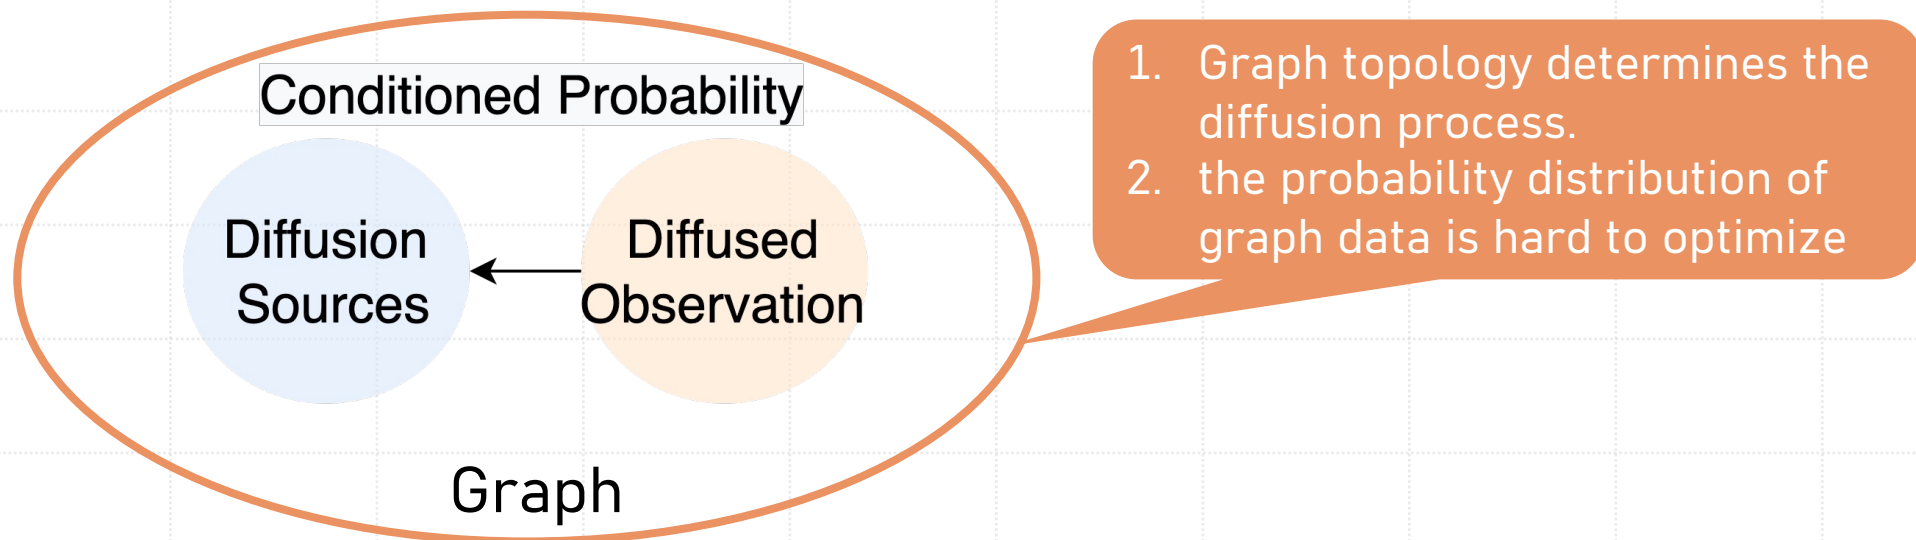 Conditioned Probability
Diffusion
Sources
Diffused
Observation
Graph
1. Graph topology determines the
diffusion process.
2. the probability distribution of
graph data is hard to optimize